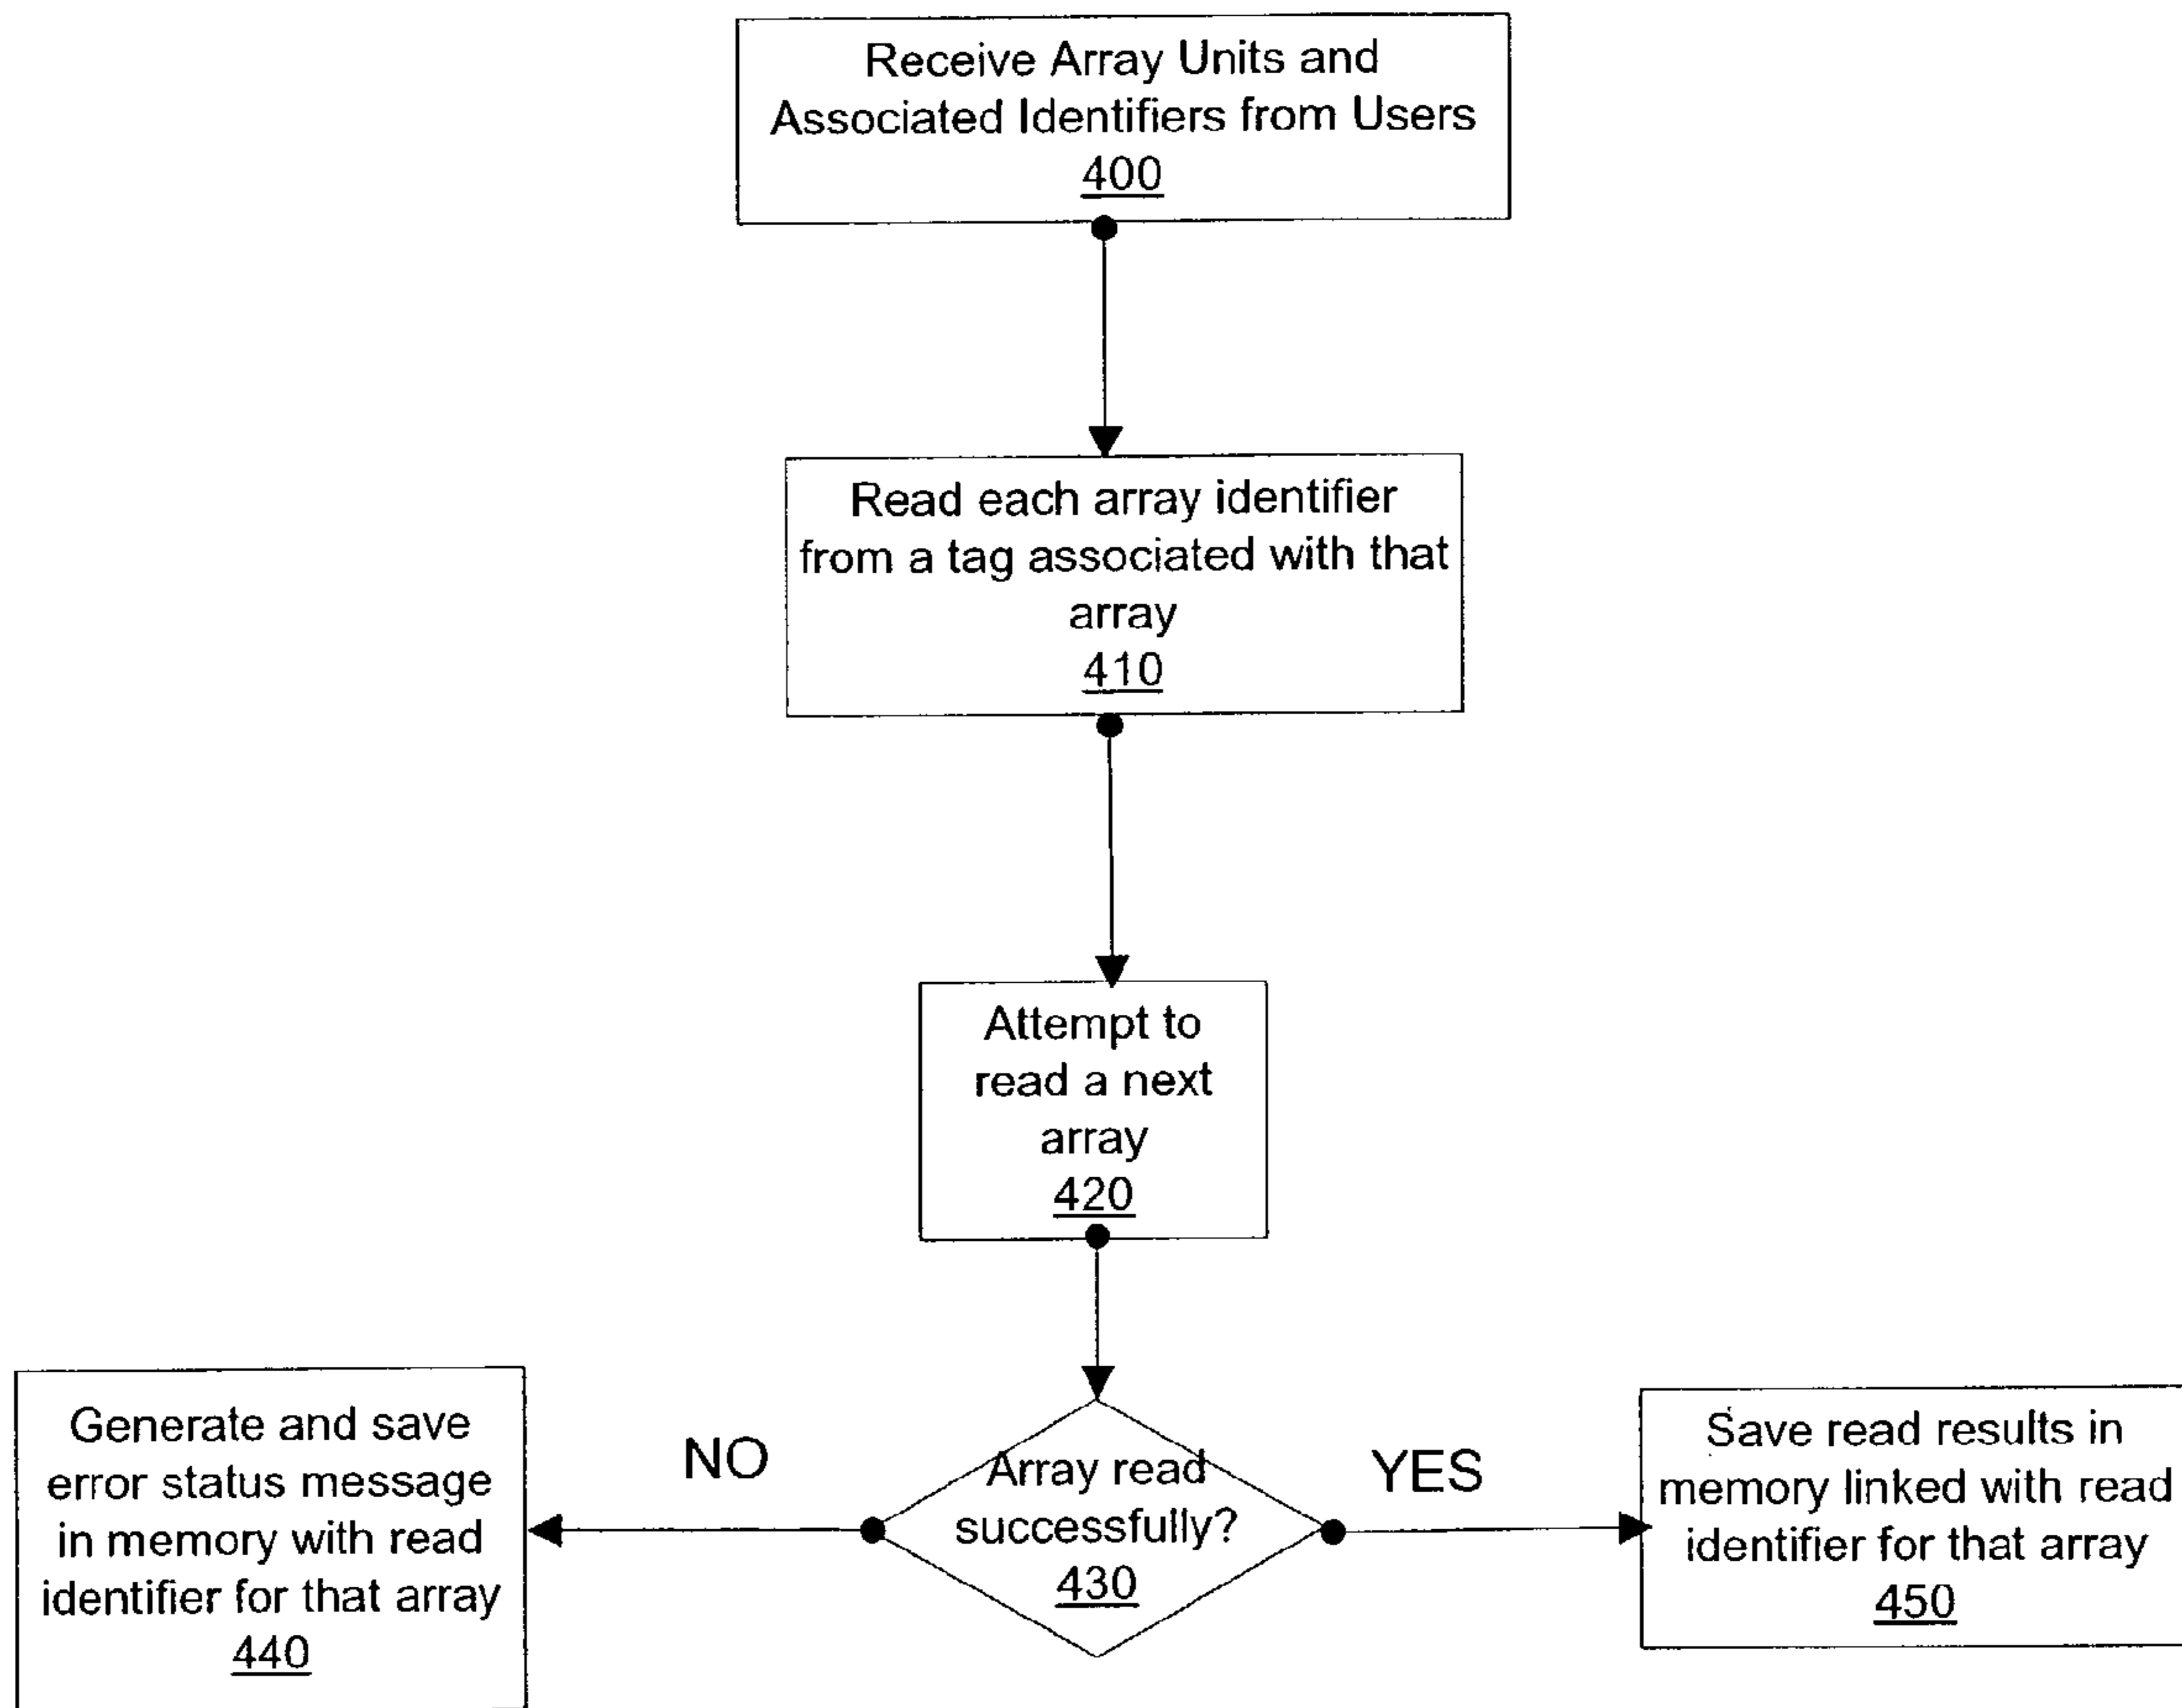 Receive Array Units and
Associated Identifiers from Users
400
Read each array identifier
from a tag associated with that
array
410
Attempt to
read a next
array
420
Array read
successfully?
430
NO
YES
Generate and save
error status message
in memory with read
identifier for that array
440
Save read results in
memory linked with read
identifier for that array
450